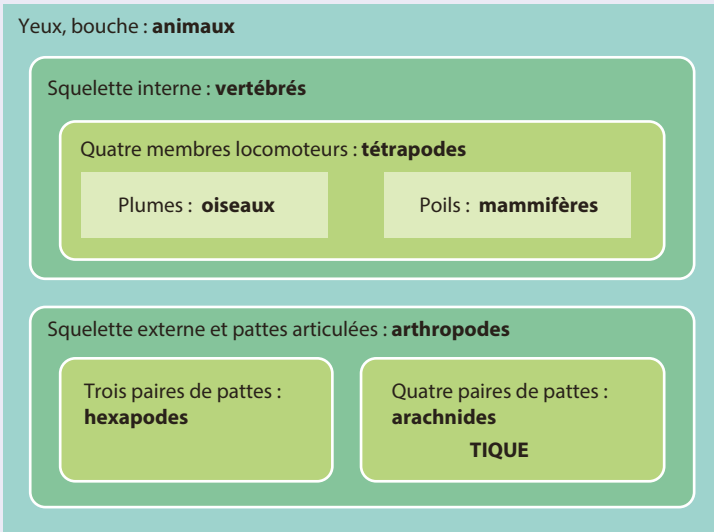 Yeux, bouche : animaux
Squelette interne : vertébrés
Quatre membres locomoteurs : tétrapodes
Plumes : oiseaux
Poils : mammifères
Squelette externe et pattes articulées : arthropodes
Trois paires de pattes :
hexapodes
Quatre paires de pattes :
arachnides
TIQUE